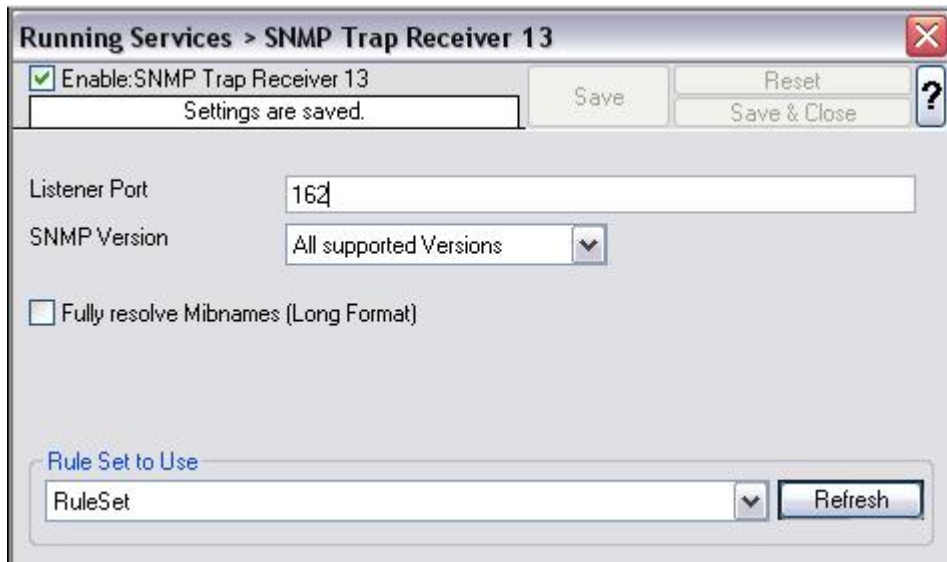 Running Services > SNMP Trap Receiver 13
Enable:SNMP Trap Receiver 13
Settings are saved.
Save
Reset
Save & Close
?
Listener Port
162
SNMP Version
All supported Versions
Fully resolve Mibnames (Long Format)
Rule Set to Use
RuleSet
Refresh